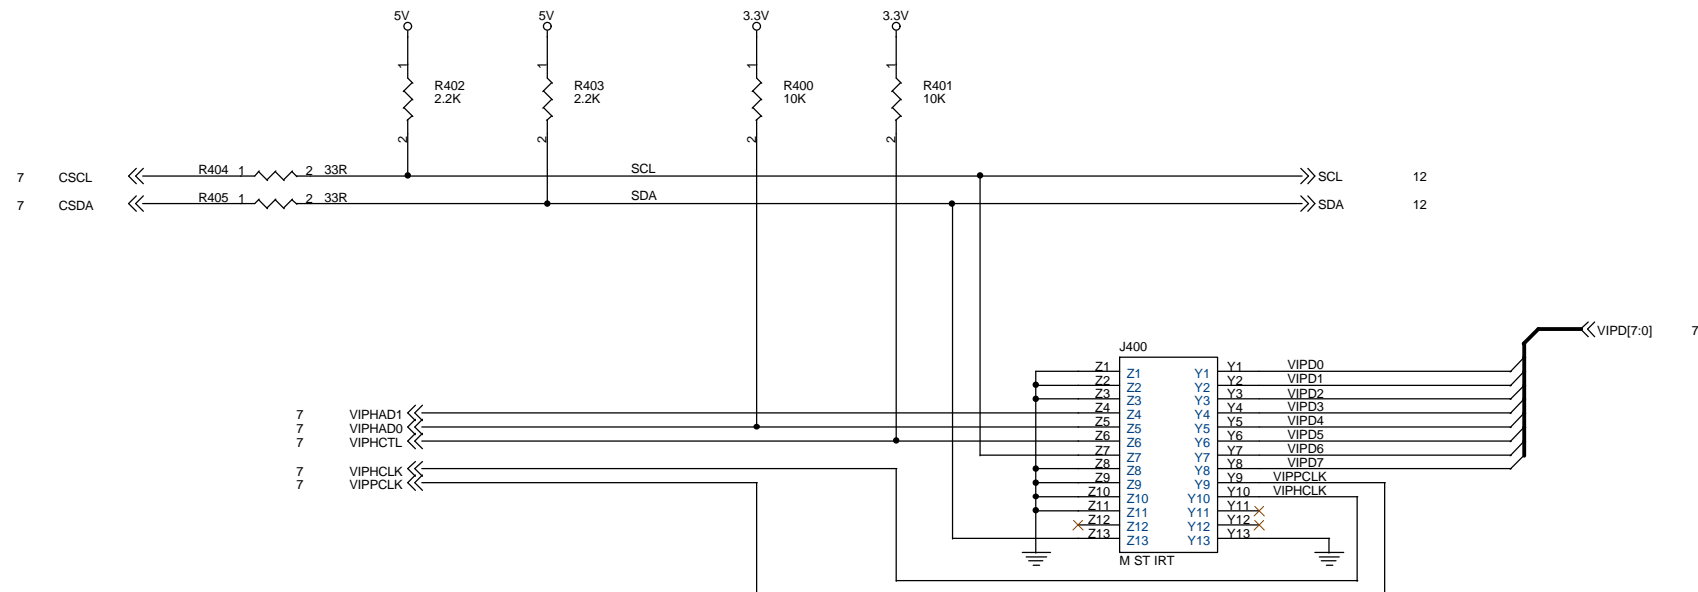 5V 5V 3.3V 3.3V
1 1 1 1
R402 R403 R400 R401
2.2K 2.2K 10K 10K
2 2 2 2
7 CSCL R404 1 2 33R SCL SCL 12
7 CSDA R405 1 2 33R SDA SDA 12
VIPD[7:0] 7
J400
Z1 Z1 Y1 Y1 VIPD0
Z2 Z2 Y2 Y2 VIPD1
Z3 Z3 Y3 Y3 VIPD2
7 VIPHAD1 Z4 Z4 Y4 Y4 VIPD3
7 VIPHAD0 Z5 Z5 Y5 Y5 VIPD4
7 VIPHCTL Z6 Z6 Y6 Y6 VIPD5
Z7 Z7 Y7 Y7 VIPD6
7 VIPHCLK Z8 Z8 Y8 Y8 VIPD7
7 VIPPCLK Z9 Z9 Y9 Y9 VIPPCLK
Z10 Z10 Y10 Y10 VIPHCLK
Z11 Z11 Y11 Y11
Z12 Z12 Y12 Y12
Z13 Z13 Y13 Y13
M ST IRT